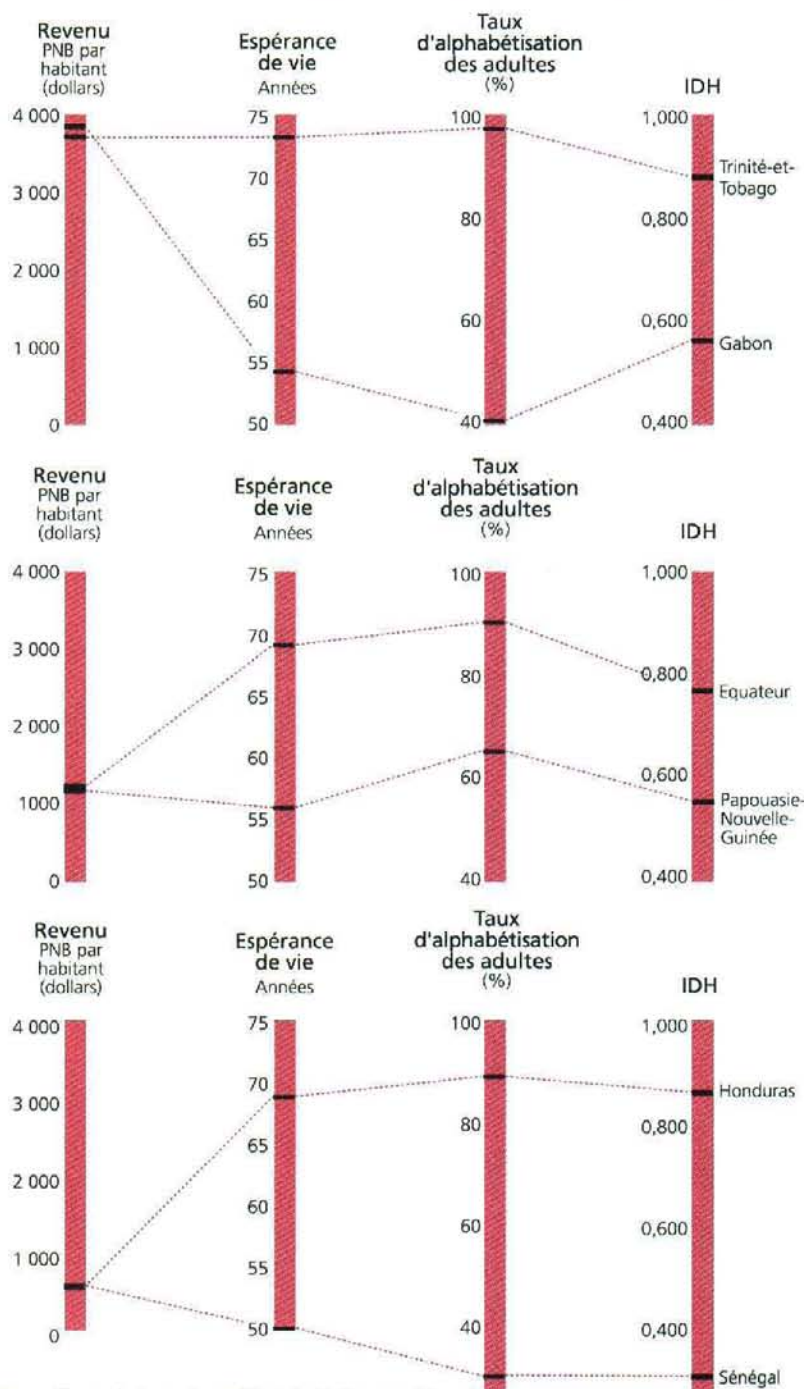 Revenu
PNB par
habitant
(dollars)
Espérance
de vie
Années
Taux
d'alphabétisation
des adultes
(%)
IDH
4 000
3 000
2 000
1 000
0
75
70
65
60
55
50
100
80
60
40
1,000
0,800
0,600
0,400
Trinité-et-
Tobago
Gabon
Revenu
PNB par
habitant
(dollars)
Espérance
de vie
Années
Taux
d'alphabétisation
des adultes
(%)
IDH
4 000
3 000
2 000
1000
0
75
70
65
60
55
50
100
80
60
40
1,000
0,800
0,600
0,400
Equateur
Papouasie-
Nouvelle-
Guinée
Revenu
PNB par
habitant
(dollars)
Espérance
de vie
Années
Taux
d'alphabétisation
des adultes
(%)
IDH
4 000
3 000
2 000
1 000
0
75
70
65
60
55
50
100
80
60
40
1,000
0,800
0,600
0,400
Honduras
Sénégal